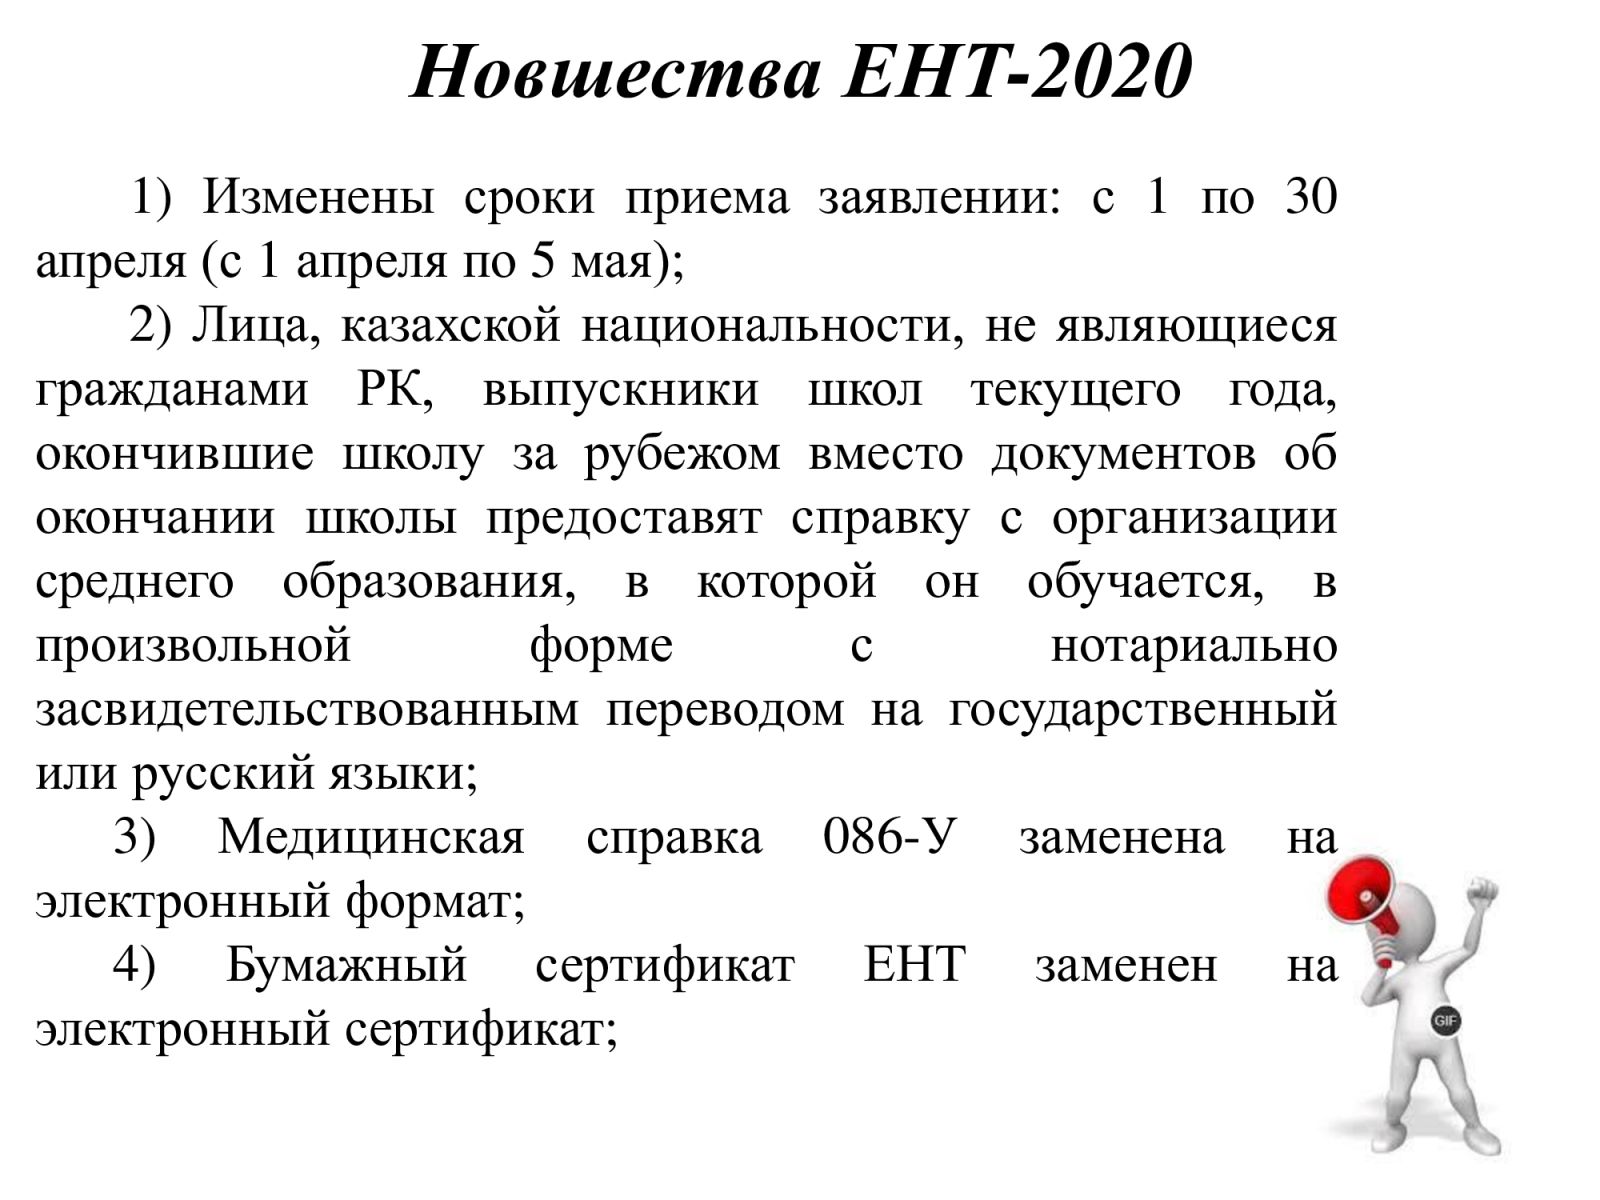 Новшества ЕНТ-2020
1) Изменены сроки приема заявлении: с 1 по 30
апреля (с 1 апреля по 5 мая);
2) Лица, казахской национальности, не являющиеся
гражданами РК, выпускники школ текущего года,
окончившие школу за рубежом вместо документов об
окончании школы предоставят справку с организации
среднего образования, в которой он обучается, в
произвольной форме с нотариально
засвидетельствованным переводом на государственный
или русский языки;
3) Медицинская справка 086-У заменена на
электронный формат;
4) Бумажный сертификат ЕНТ заменен на
электронный сертификат;
GIF